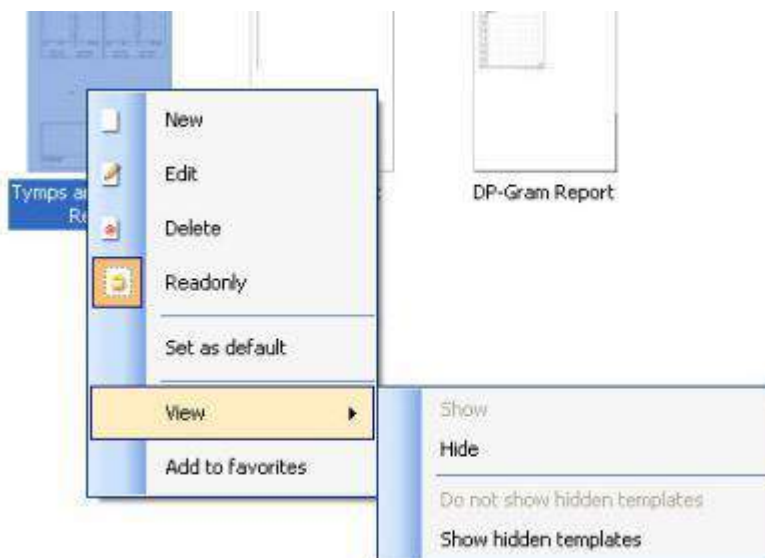 Tymps
DP-Gram Report
New
Edit
Delete
Readonly
Set as default
View
Add to favorites
Show
Hide
Do not show hidden templates
Show hidden templates